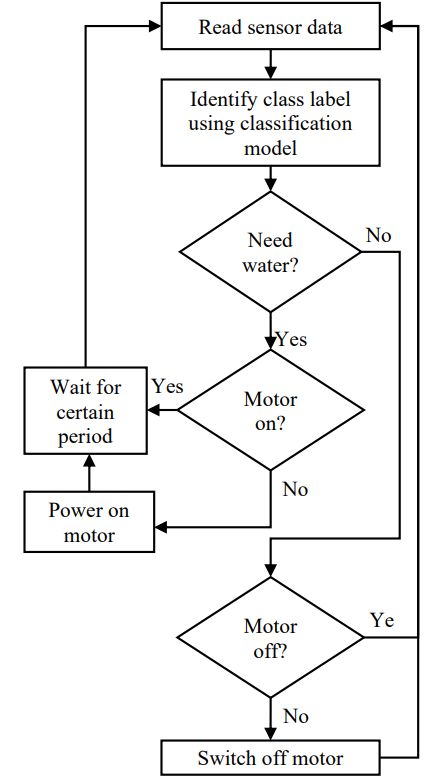 Read sensor data
Identify class label
using classification
model
Need
water?
No
Yes
Motor
on?
Yes
Wait for
certain
period
No
Power on
motor
Motor
off?
Ye
No
Switch off motor